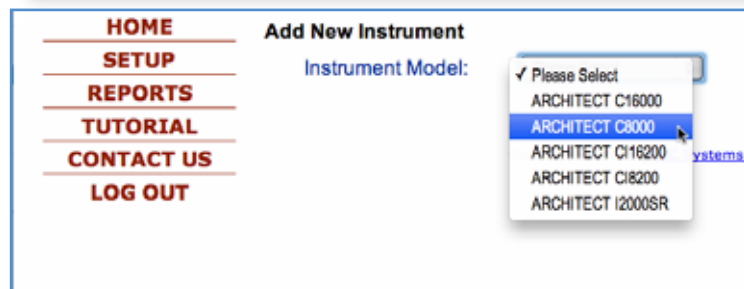 HOME
SETUP
REPORTS
TUTORIAL
CONTACT US
LOG OUT
Add New Instrument
Instrument Model:
✓ Please Select
ARCHITECT C16000
ARCHITECT C8000
ARCHITECT CI16200
ARCHITECT CI8200
ARCHITECT I2000SR
ystems